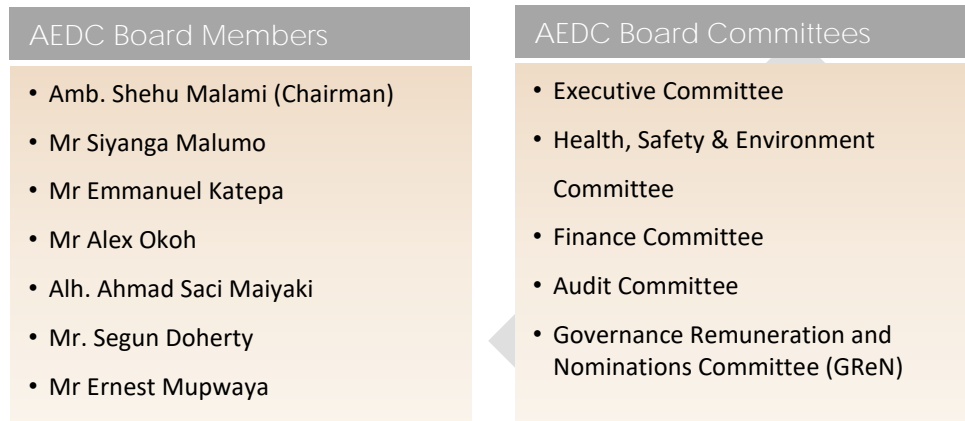 AEDC Board Members
• Amb. Shehu Malami (Chairman)
• Mr Siyanga Malumo
• Mr Emmanuel Katepa
• Mr Alex Okoh
• Alh. Ahmad Saci Maiyaki
• Mr. Segun Doherty
• Mr Ernest Mupwaya
AEDC Board Committees
• Executive Committee
• Health, Safety & Environment
Committee
• Finance Committee
• Audit Committee
• Governance Remuneration and
Nominations Committee (GReN)